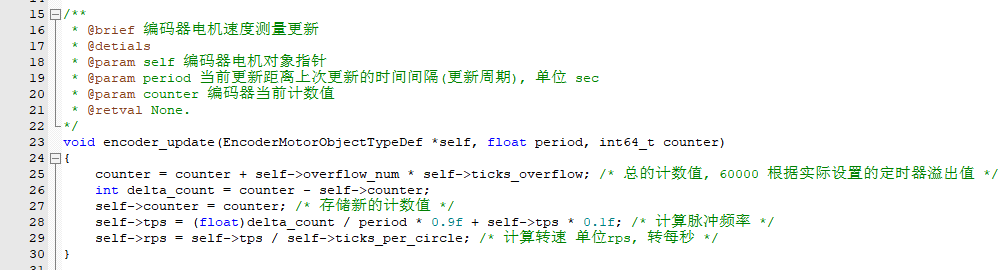 15 /**
16  * @brief 编码器电机速度测量更新
17  * @detials
18  * @param self 编码器电机对象指针
19  * @param period 当前更新距离上次更新的时间间隔(更新周期), 单位 sec
20  * @param counter 编码器当前计数值
21  * @retval None.
22 */
23 void encoder_update(EncoderMotorObjectTypeDef *self, float period, int64_t counter)
24 {
25     counter = counter + self->overflow_num * self->ticks_overflow; /* 总的计数值, 60000 根据实际设置的定时器溢出值 */
26     int delta_count = counter - self->counter;
27     self->counter = counter; /* 存储新的计数值 */
28     self->tps = (float)delta_count / period * 0.9f + self->tps * 0.1f; /* 计算脉冲频率 */
29     self->rps = self->tps / self->ticks_per_circle; /* 计算转速 单位rps, 转每秒 */
30 }